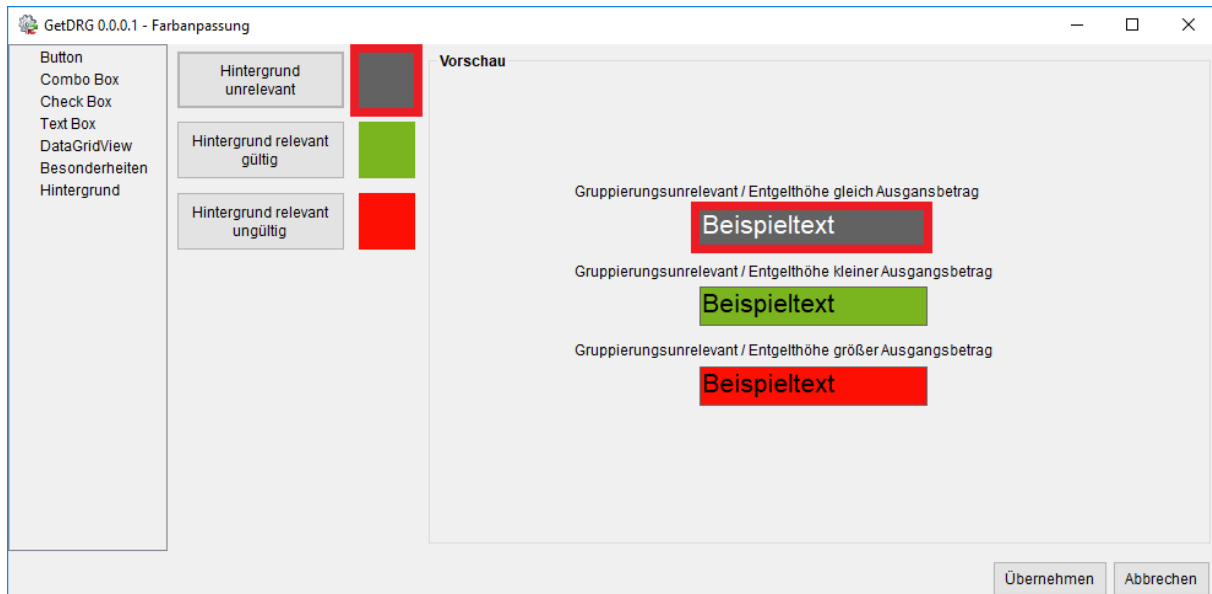 GetDRG 0.0.0.1 - Farbanpassung
Button
Combo Box
Check Box
Text Box
DataGridView
Besonderheiten
Hintergrund
Hintergrund
unrelevant
Hintergrund relevant
gültig
Hintergrund relevant
ungültig
Vorschau
Gruppierungsunrelevant / Entgelthöhe gleich Ausgansbetrag
Beispieltext
Gruppierungsunrelevant / Entgelthöhe kleiner Ausgangsbetrag
Beispieltext
Gruppierungsunrelevant / Entgelthöhe größer Ausgangsbetrag
Beispieltext
Übernehmen
Abbrechen